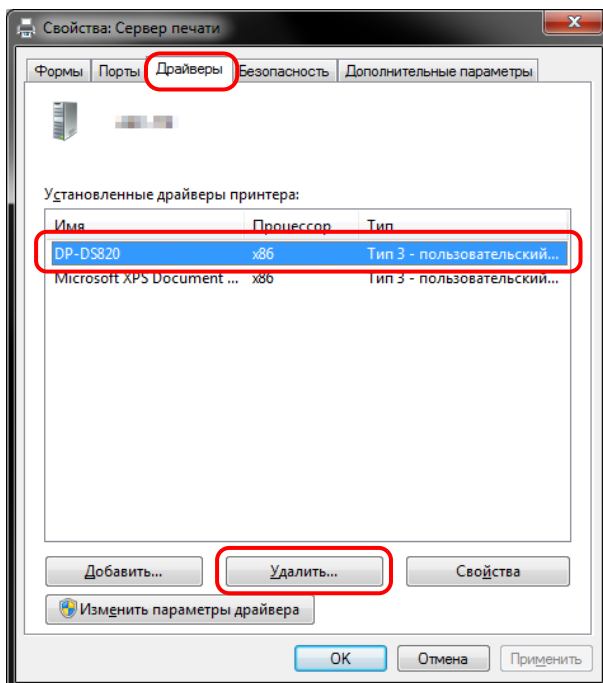 Свойства: Сервер печати
Формы Порты Драйверы Безопасность Дополнительные параметры
Установленные драйверы принтера:
Имя Процессор Тип
DP-DS820 x86 Тип 3 - пользовательский...
Microsoft XPS Document ... x86 Тип 3 - пользовательский...
Добавить... Удалить... Свойства
Изменить параметры драйвера
OK Отмена Применить